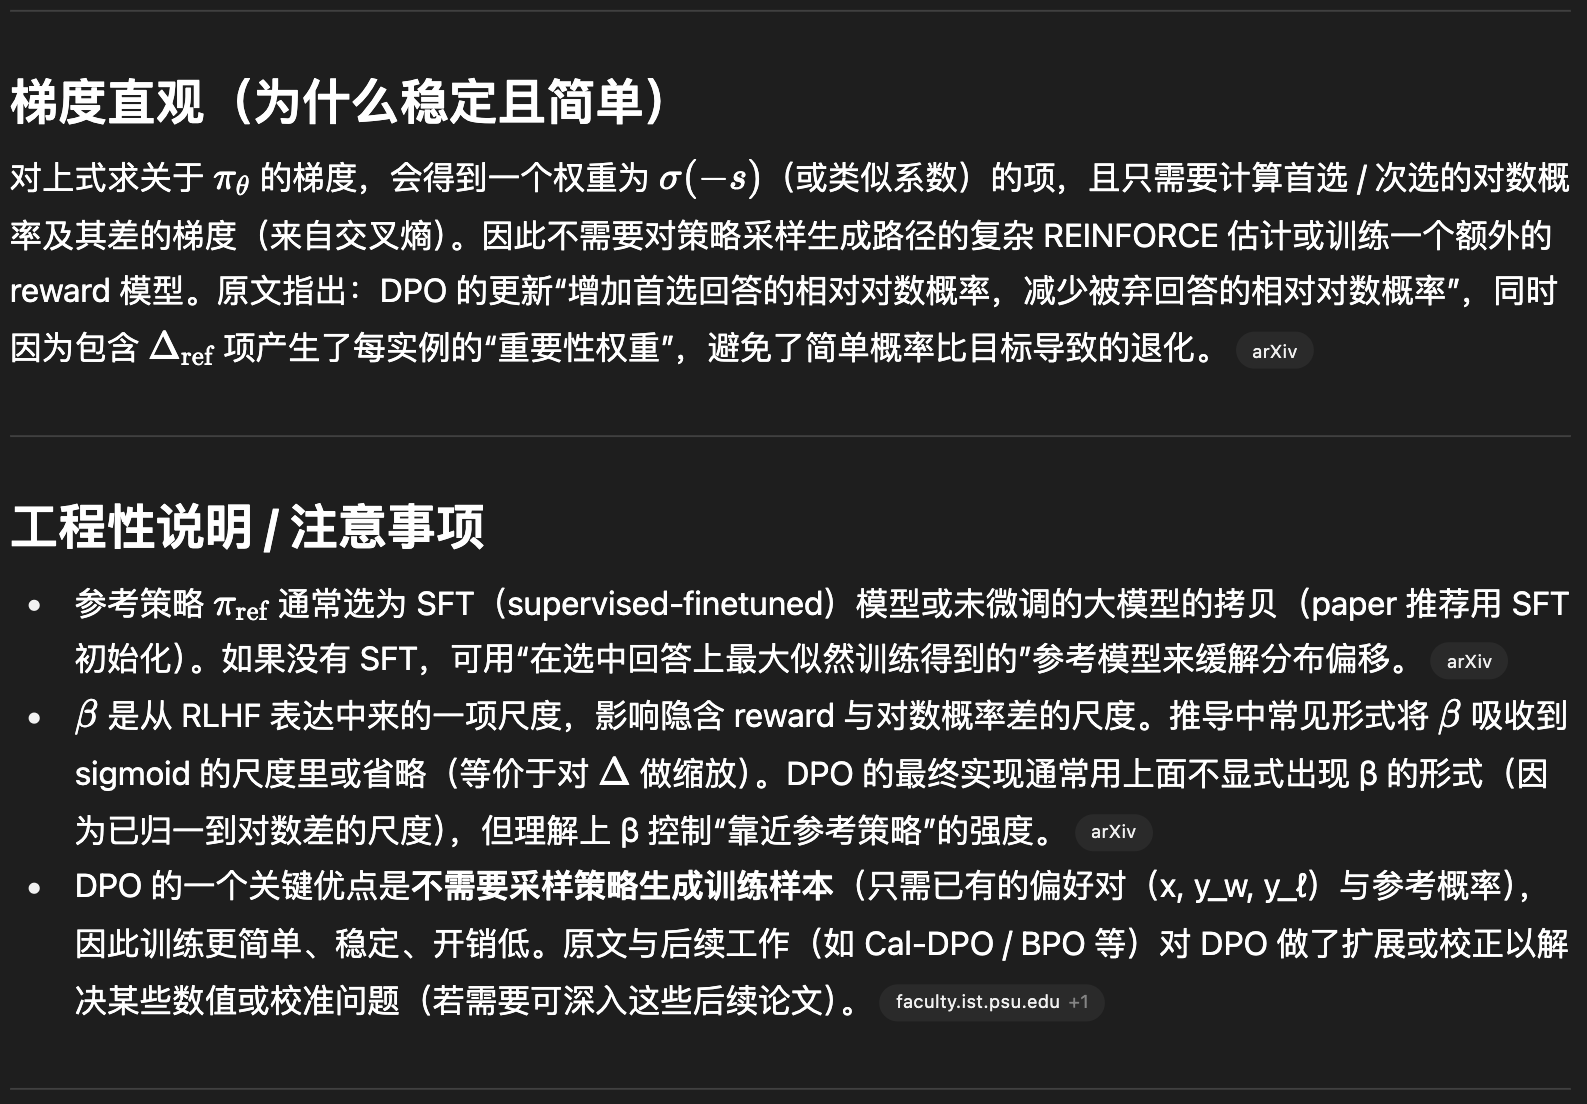 梯度直观（为什么稳定且简单）
对上式求关于 π_θ 的梯度，会得到一个权重为 σ(−s)（或类似系数）的项，且只需要计算首选 / 次选的对数概
率及其差的梯度（来自交叉熵）。因此不需要对策略采样生成路径的复杂 REINFORCE 估计或训练一个额外的
reward 模型。原文指出：DPO 的更新“增加首选回答的相对对数概率，减少被弃回答的相对对数概率”，同时
因为包含 Δ_ref 项产生了每实例的“重要性权重”，避免了简单概率比目标导致的退化。 arXiv
工程性说明 / 注意事项
• 参考策略 π_ref 通常选为 SFT（supervised-finetuned）模型或未微调的大模型的拷贝（paper 推荐用 SFT
初始化）。如果没有 SFT，可用“在选中回答上最大似然训练得到的”参考模型来缓解分布偏移。 arXiv
• β 是从 RLHF 表达中来的一项尺度，影响隐含 reward 与对数概率差的尺度。推导中常见形式将 β 吸收到
sigmoid 的尺度里或省略（等价于对 Δ 做缩放）。DPO 的最终实现通常用上面不显式出现 β 的形式（因
为已归一到对数差的尺度），但理解上 β 控制“靠近参考策略”的强度。 arXiv
• DPO 的一个关键优点是不需要采样策略生成训练样本（只需已有的偏好对（x, y_w, y_ℓ）与参考概率），
因此训练更简单、稳定、开销低。原文与后续工作（如 Cal-DPO / BPO 等）对 DPO 做了扩展或校正以解
决某些数值或校准问题（若需要可深入这些后续论文）。 faculty.ist.psu.edu +1